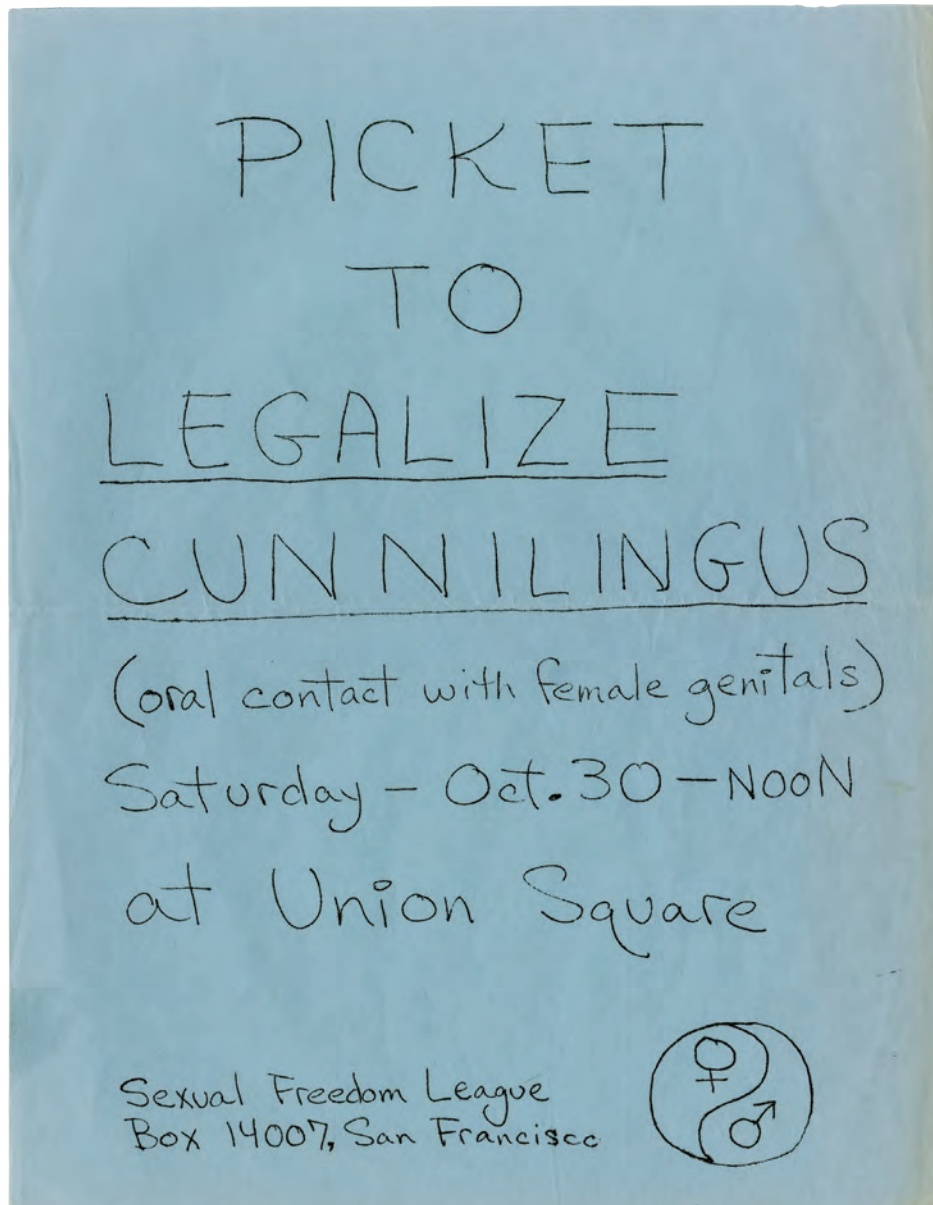 PICKET
TO
LEGALIZE
CUNNILINGUS
(oral contact with female genitals)
Saturday – Oct. 30 – NOON
at Union Square
Sexual Freedom League
Box 14007, San Francisco